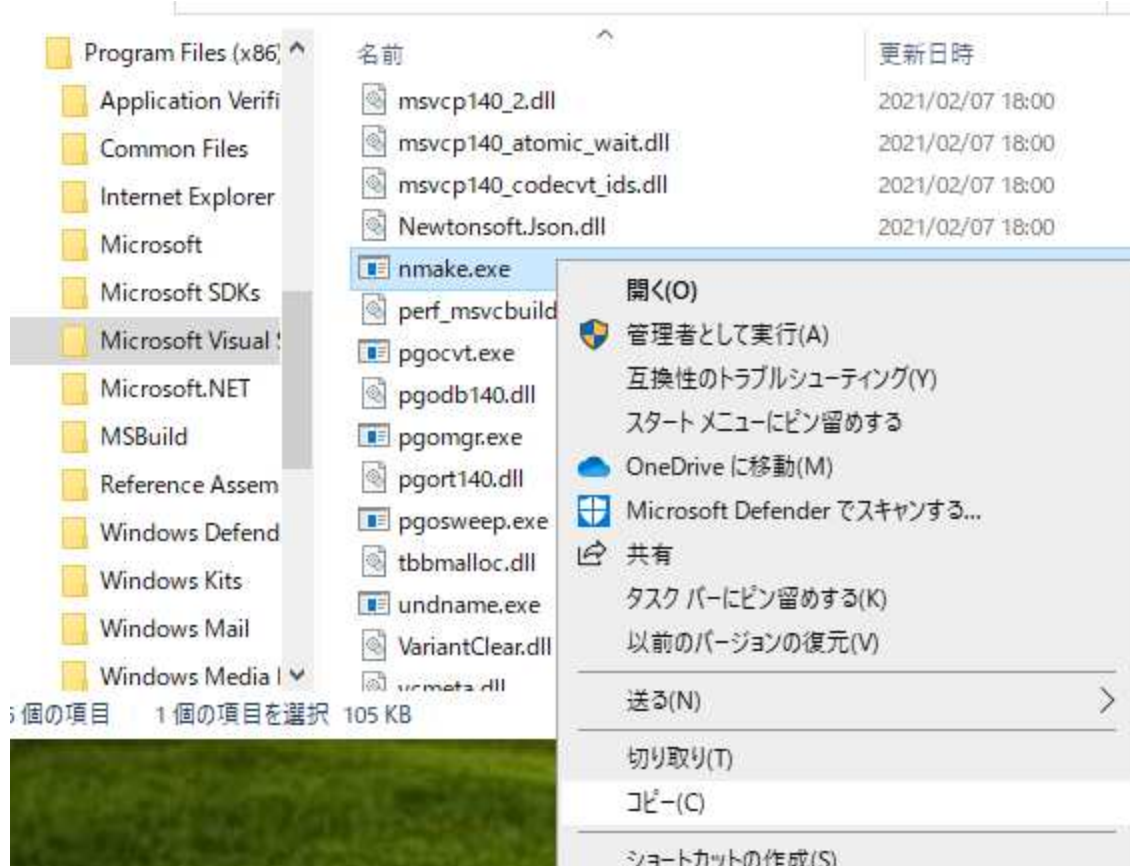 Program Files (x86)
Application Verifi
Common Files
Internet Explorer
Microsoft
Microsoft SDKs
Microsoft Visual S
Microsoft.NET
MSBuild
Reference Assem
Windows Defend
Windows Kits
Windows Mail
Windows Media
名前
更新日時
msvcp140_2.dll
2021/02/07 18:00
msvcp140_atomic_wait.dll
2021/02/07 18:00
msvcp140_codecvt_ids.dll
2021/02/07 18:00
Newtonsoft.Json.dll
2021/02/07 18:00
nmake.exe
perf_msvcbuild
pgocvt.exe
pgodb140.dll
pgomgr.exe
pgort140.dll
pgosweep.exe
tbbmalloc.dll
undname.exe
VariantClear.dll
vcmeta.dll
開く(O)
管理者として実行(A)
互換性のトラブルシューティング(Y)
スタート メニューにピン留めする
OneDrive に移動(M)
Microsoft Defender でスキャンする...
共有
タスク バーにピン留めする(K)
以前のバージョンの復元(V)
送る(N)
切り取り(T)
コピー(C)
ショートカットの作成(S)
個の項目
1 個の項目を選択 105 KB